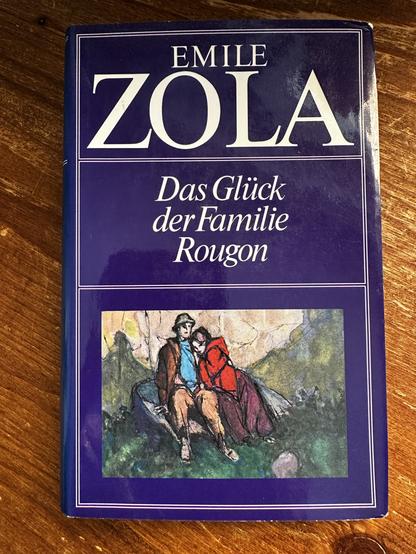 EMILE
ZOLA
Das Glück
der Familie
Rougon